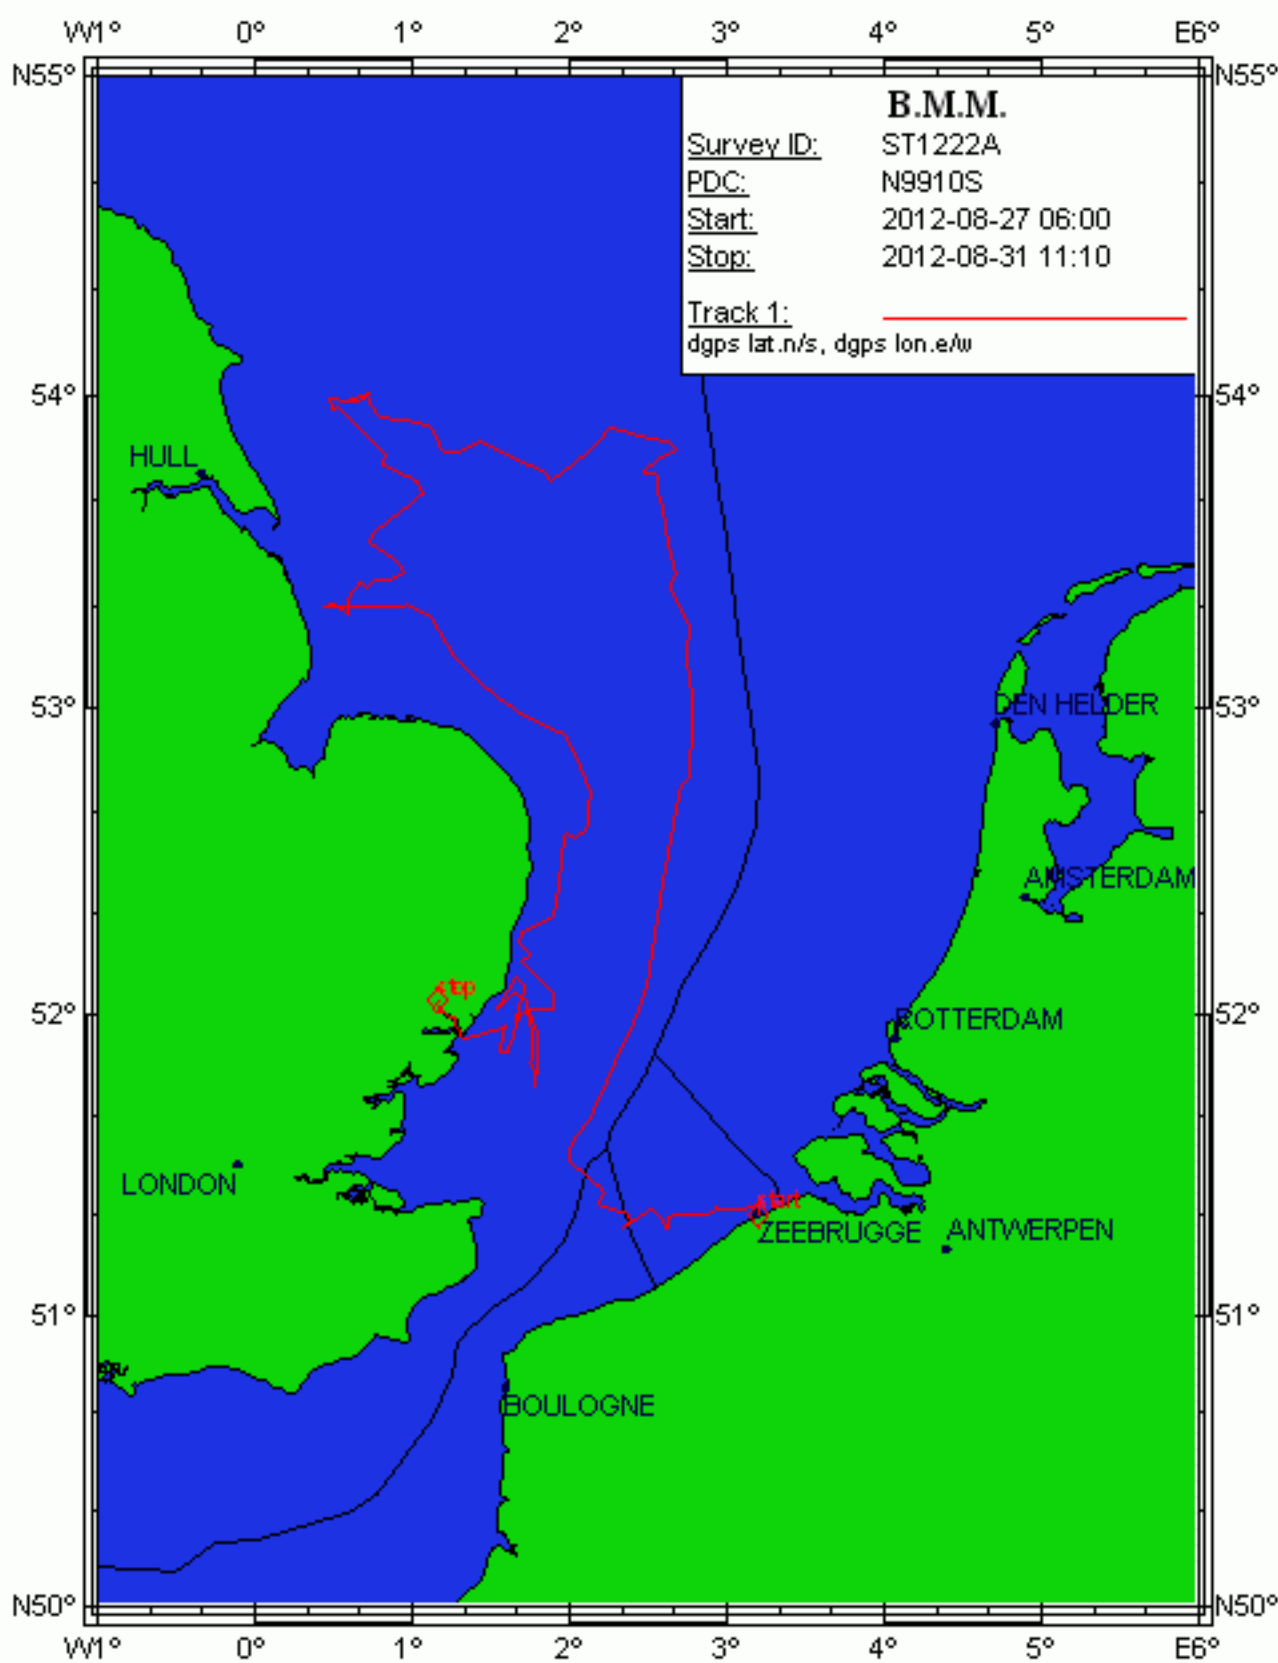 W1° 0° 1° 2° 3° 4° 5° E6°
N55° N55°
B.M.M.
Survey ID: ST1222A
PDC: N9910S
Start: 2012-08-27 06:00
Stop: 2012-08-31 11:10
Track 1:
dgps lat.n/s, dgps lon.e/w
54° 54°
HULL
53° DEN HELDER 53°
AMSTERDAM
stop
52° ROTTERDAM 52°
LONDON
start
ZEEBRUGGE ANTWERPEN
51° 51°
BOULOGNE
N50° N50°
W1° 0° 1° 2° 3° 4° 5° E6°